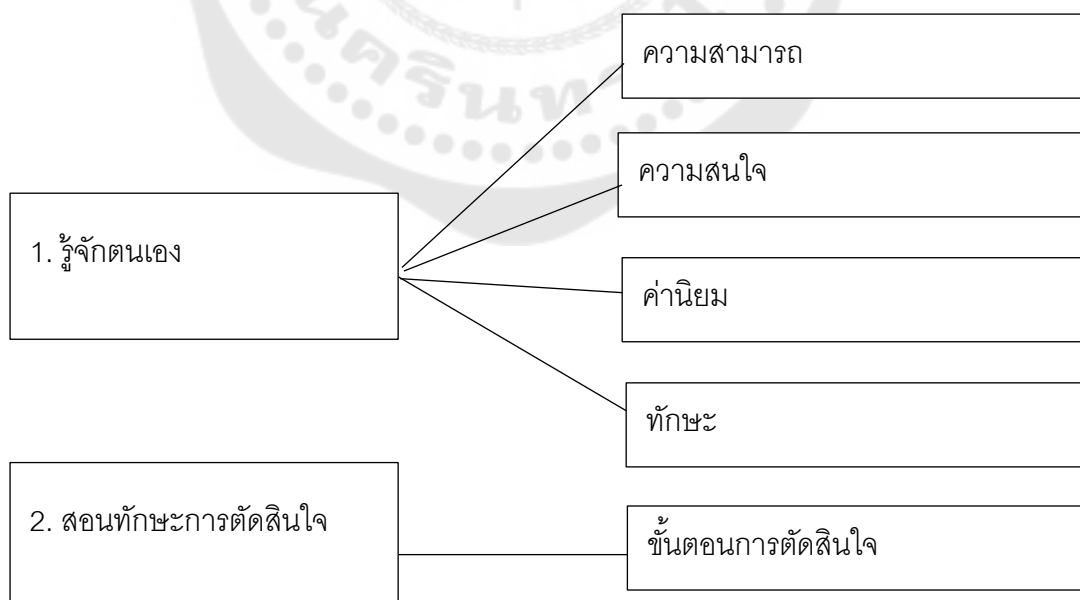 ความสามารถ
ความสนใจ
1. รู้จักตนเอง
ค่านิยม
ทักษะ
2. สอนทักษะการตัดสินใจ
ขั้นตอนการตัดสินใจ